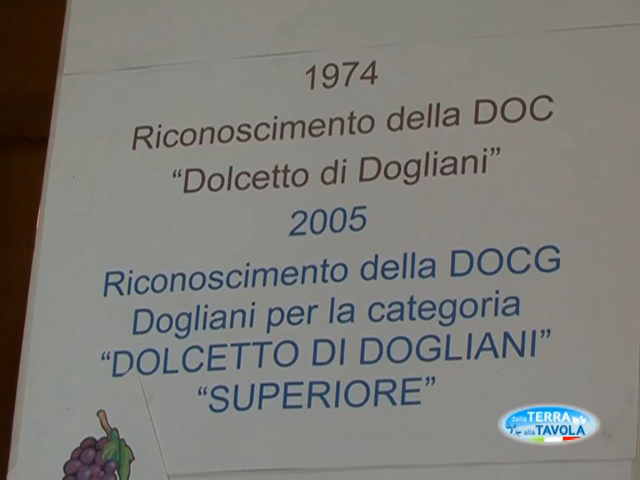 1974
Riconoscimento della DOC
“Dolcetto di Dogliani”
2005
Riconoscimento della DOCG
Dogliani per la categoria
“DOLCETTO DI DOGLIANI”
“SUPERIORE”
dalla TERRA
alla TAVOLA